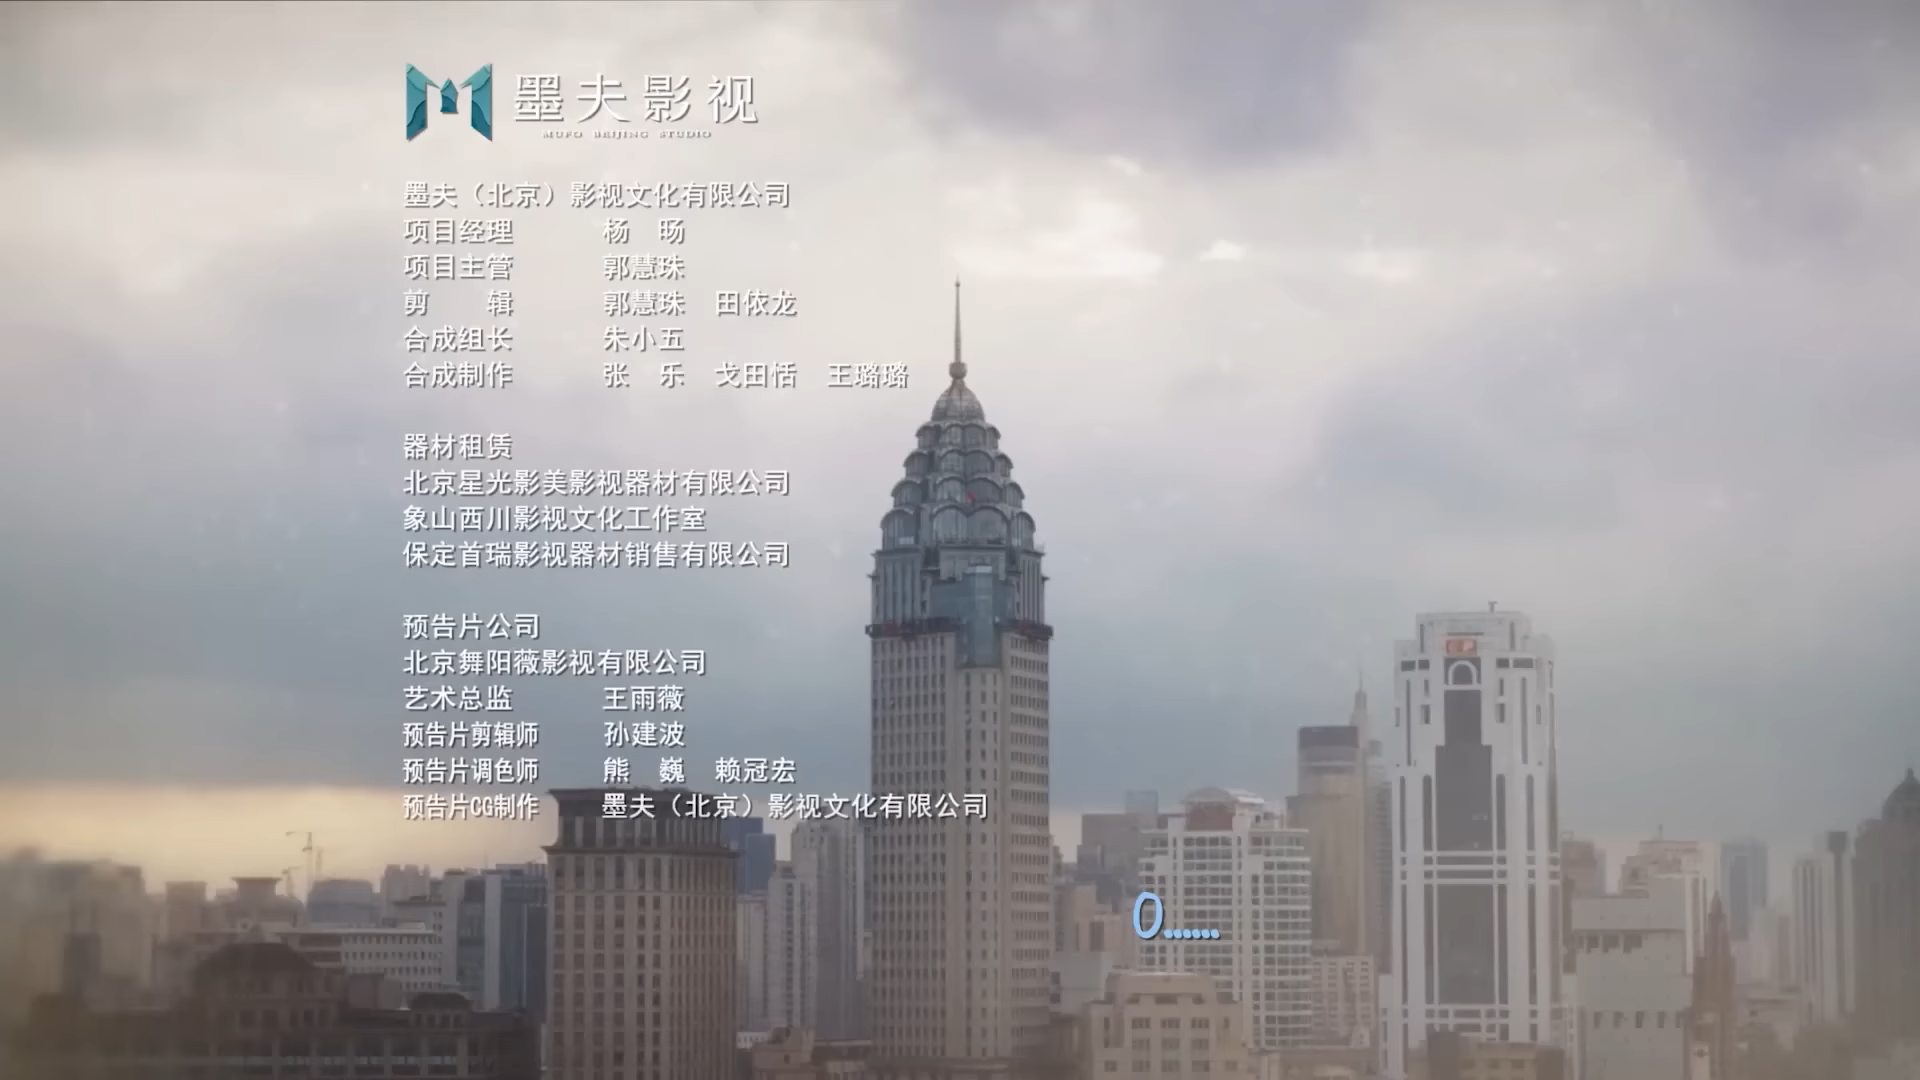 墨夫影视
MUFO BEIJING STUDIO
墨夫（北京）影视文化有限公司
项目经理 杨 旸
项目主管 郭慧珠
剪 辑 郭慧珠 田依龙
合成组长 朱小五
合成制作 张 乐 戈田恬 王璐璐
器材租赁
北京星光影美影视器材有限公司
象山西川影视文化工作室
保定首瑞影视器材销售有限公司
预告片公司
北京舞阳薇影视有限公司
艺术总监 王雨薇
预告片剪辑师 孙建波
预告片调色师 熊 巍 赖冠宏
预告片CG制作 墨夫（北京）影视文化有限公司
0......